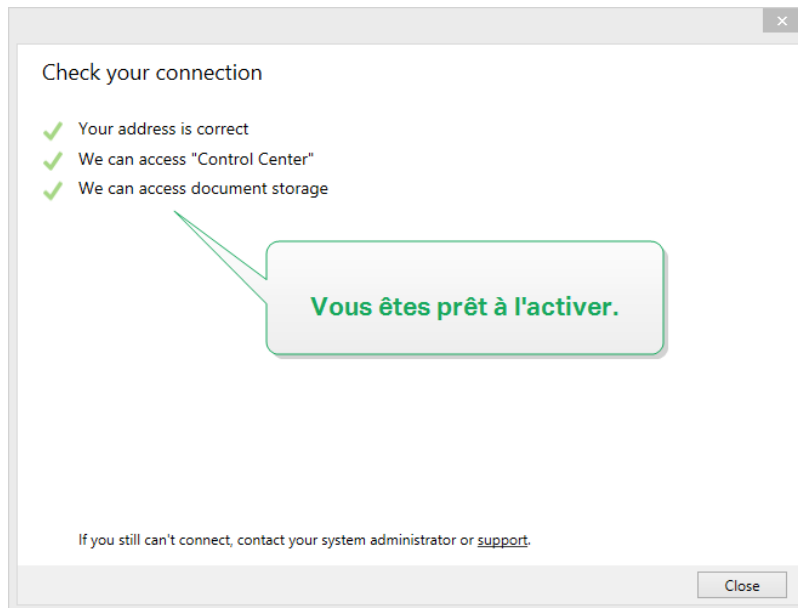 Check your connection
Your address is correct
We can access "Control Center"
We can access document storage
Vous êtes prêt à l'activer.
If you still can't connect, contact your system administrator or support.
Close